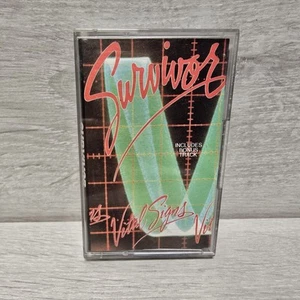 Survivor
INCLUDES
BONUS
TRACK
Vital Signs